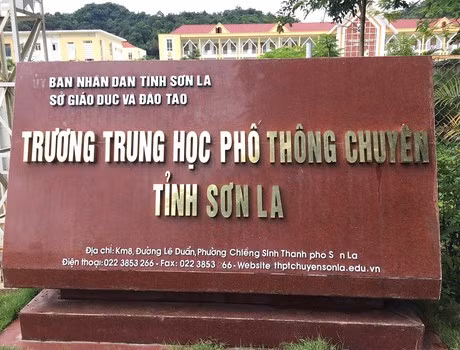 ỦY BAN NHÂN DÂN TỈNH SƠN LA
SỞ GIÁO DỤC VÀ ĐÀO TẠO
TRƯỜNG TRUNG HỌC PHỔ THÔNG CHUYÊN
TỈNH SƠN LA
Địa chỉ: Km8, Đường Lê Duẩn, Phường Chiềng Sinh Thành phố S n La
Điện thoại: 022 3853 266 - Fax: 022 3853 66 - Website thptchuyensonla.edu.vn